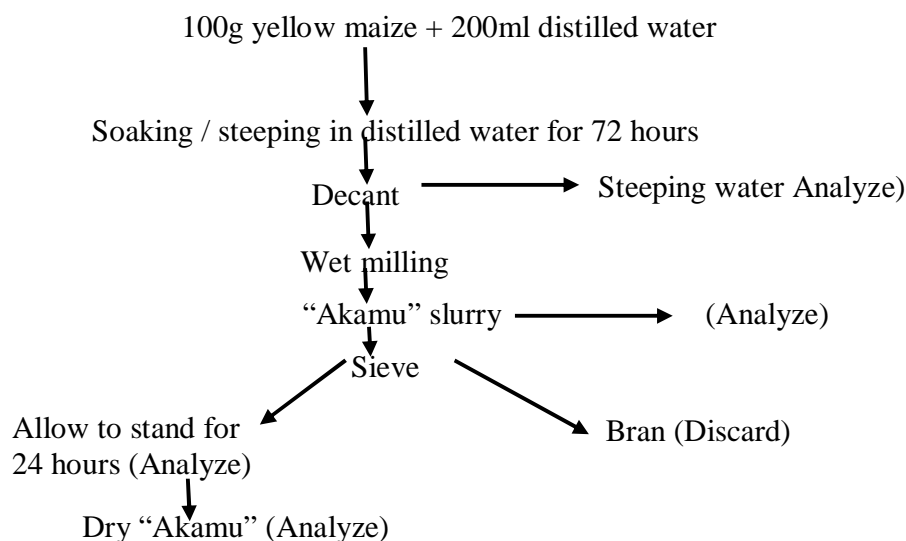 100g yellow maize + 200ml distilled water
Soaking / steeping in distilled water for 72 hours
Decant
Steeping water Analyze)
Wet milling
“Akamu” slurry
(Analyze)
Sieve
Allow to stand for
24 hours (Analyze)
Bran (Discard)
Dry “Akamu” (Analyze)